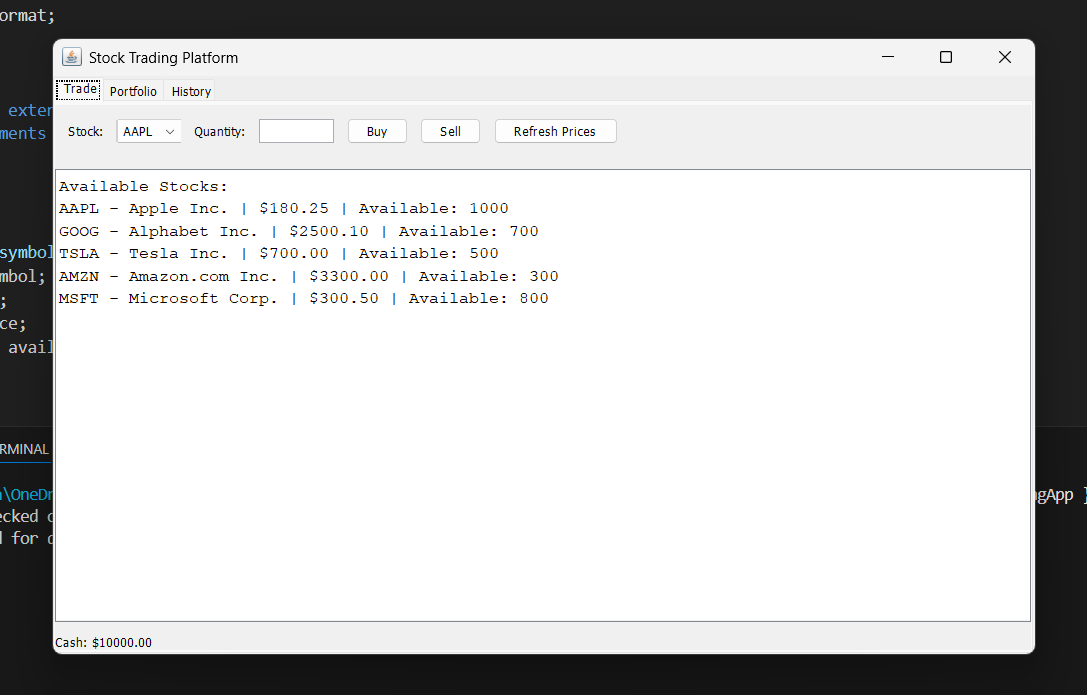 ormat;
Stock Trading Platform
Trade Portfolio History
exten
ments
Stock: AAPL Quantity: Buy Sell Refresh Prices
Available Stocks:
AAPL - Apple Inc. | $180.25 | Available: 1000
GOOG - Alphabet Inc. | $2500.10 | Available: 700
symbol
TSLA - Tesla Inc. | $700.00 | Available: 500
mbol;
AMZN - Amazon.com Inc. | $3300.00 | Available: 300
;
MSFT - Microsoft Corp. | $300.50 | Available: 800
ce;
avail
ERMINAL
\OneDr
ngApp ]
ecked c
for d
Cash: $10000.00